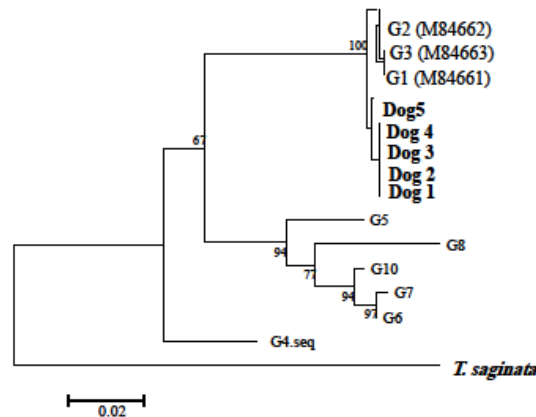 G2 (M84662)
100
G3 (M84663)
G1 (M84661)
Dog5
Dog 4
67
Dog 3
Dog 2
Dog 1
G5
94
G8
77
G10
94
G7
97
G6
G4.seq
T. saginata
0.02